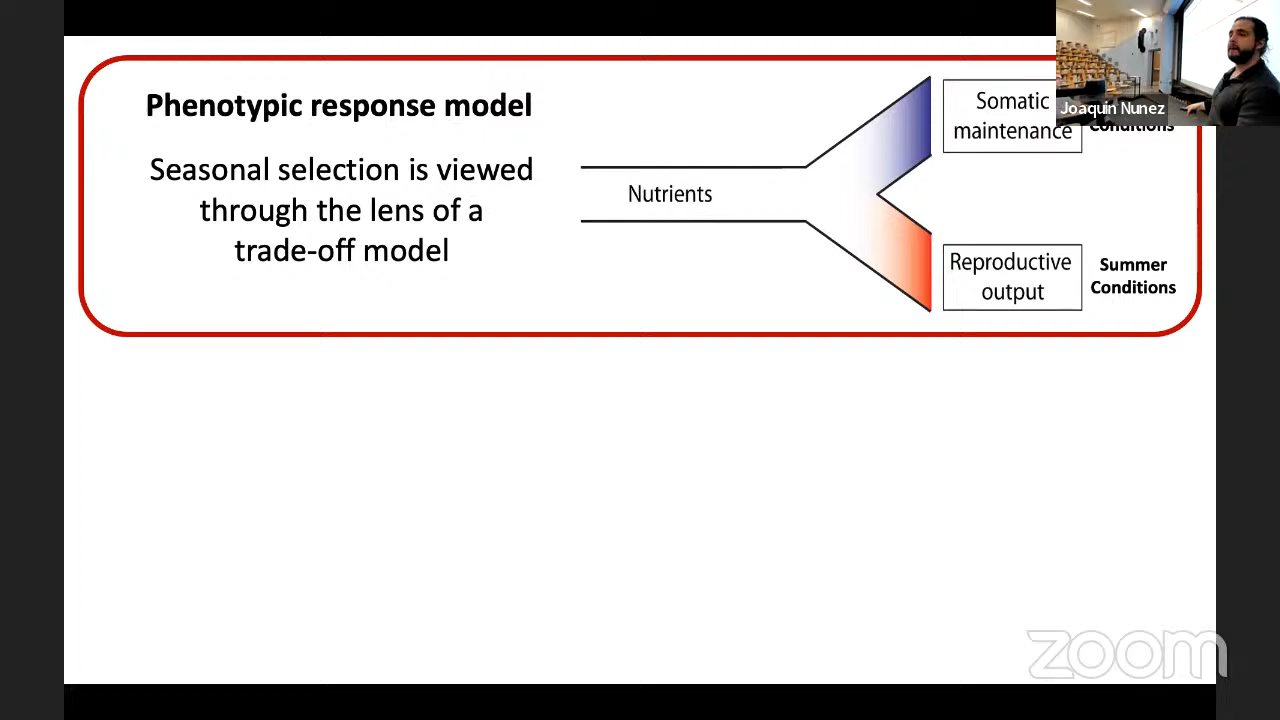 Phenotypic response model
Seasonal selection is viewed
through the lens of a
trade-off model
Nutrients
Somatic
maintenance
Conditions
Reproductive
output
Summer
Conditions
Joaquin Nunez
zoom